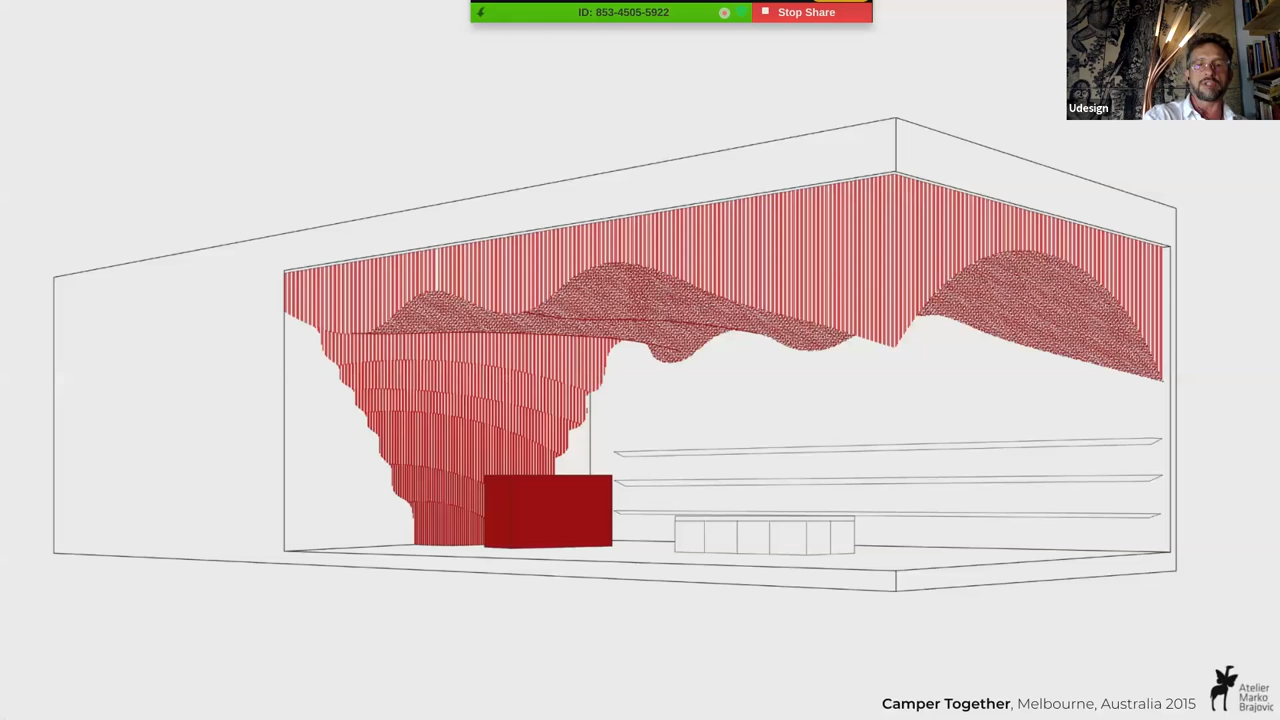 ID: 853-4505-5922
Stop Share
Udesign
Camper Together, Melbourne, Australia 2015
Atelier
Marko
Brajovic